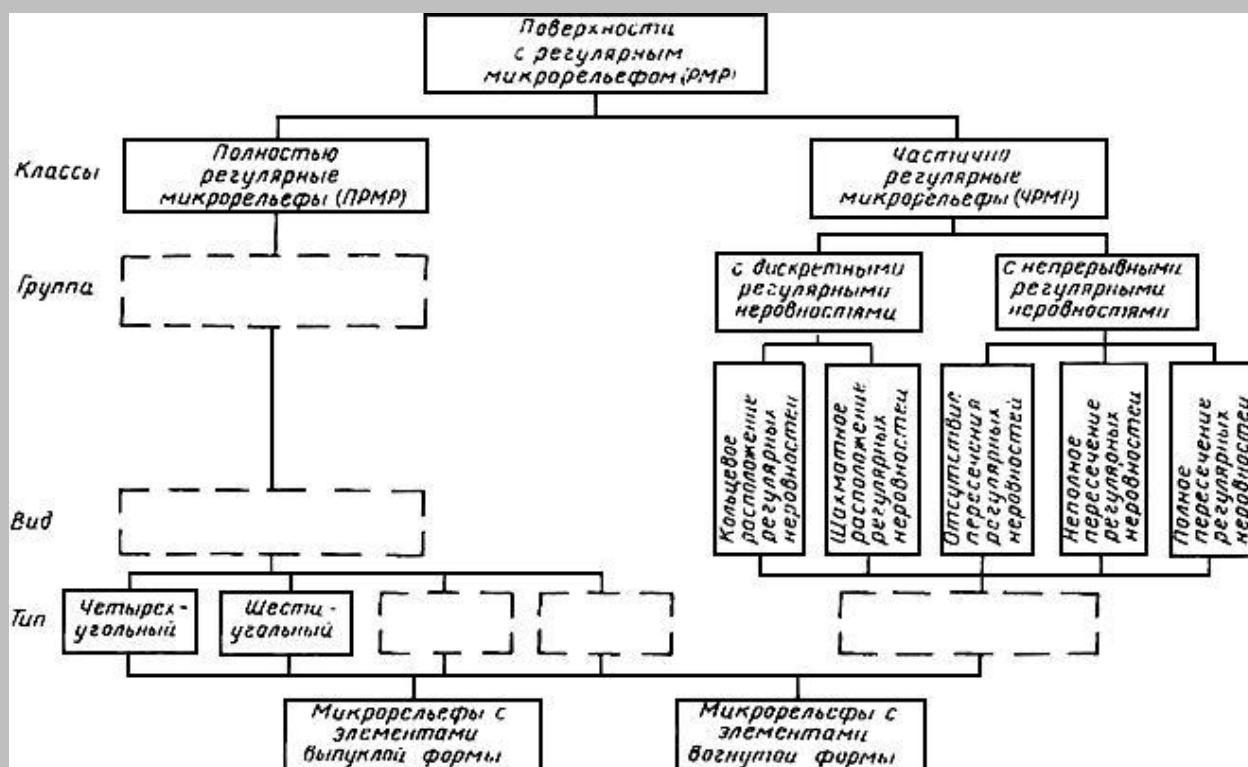 Поверхности
с регулярным
микрорельефом (РМР)
Классы
Полностью
регулярные
микрорельефы (ПРМР)
Частично
регулярные
микрорельефы (ЧРМР)
Группа
с дискретными
регулярными
неровностями
с непрерывными
регулярными
неровностями
Вид
Кольцевое
расположение
регулярных
неровностей
Шахматное
расположение
регулярных
неровностей
Отсутствие
пересечения
регулярных
неровностей
Неполное
пересечение
регулярных
неровностей
Полное
пересечение
регулярных
неровностей
Тип
Четырех-
угольный
Шести-
угольный
Микрорельефы с
элементами
выпуклой формы
Микрорельефы с
элементами
вогнутой формы